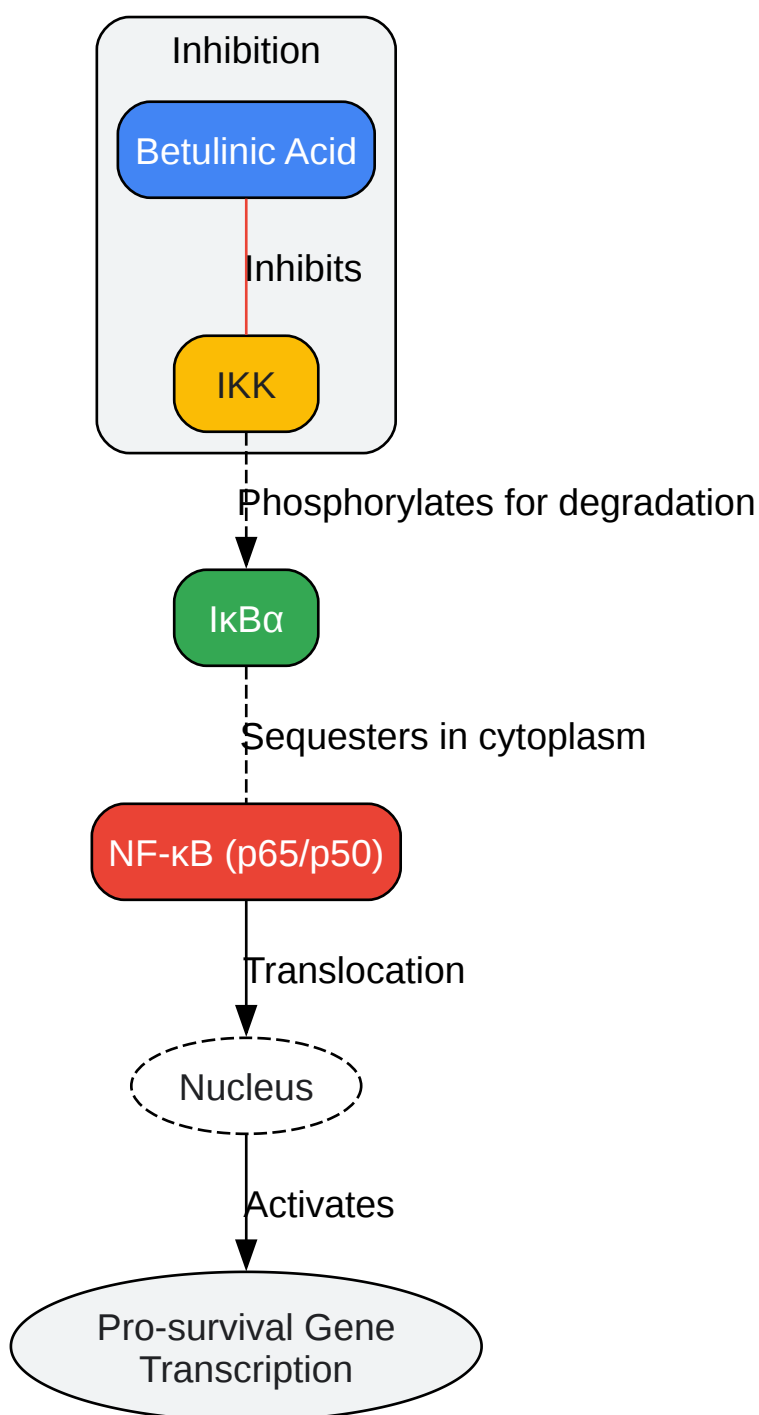 Inhibition
Betulinic Acid
Inhibits
IKK
Phosphorylates for degradation
IκBα
Sequesters in cytoplasm
NF-κB (p65/p50)
Translocation
Nucleus
Activates
Pro-survival Gene
Transcription